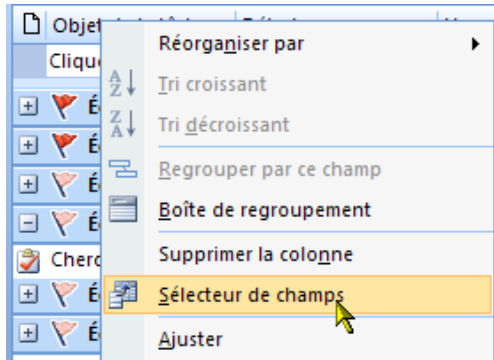 Objet
Réorganiser par
Cliqu
Tri croissant
Tri décroissant
Regrouper par ce champ
Boîte de regroupement
Supprimer la colonne
Cherc
Sélecteur de champs
Ajuster